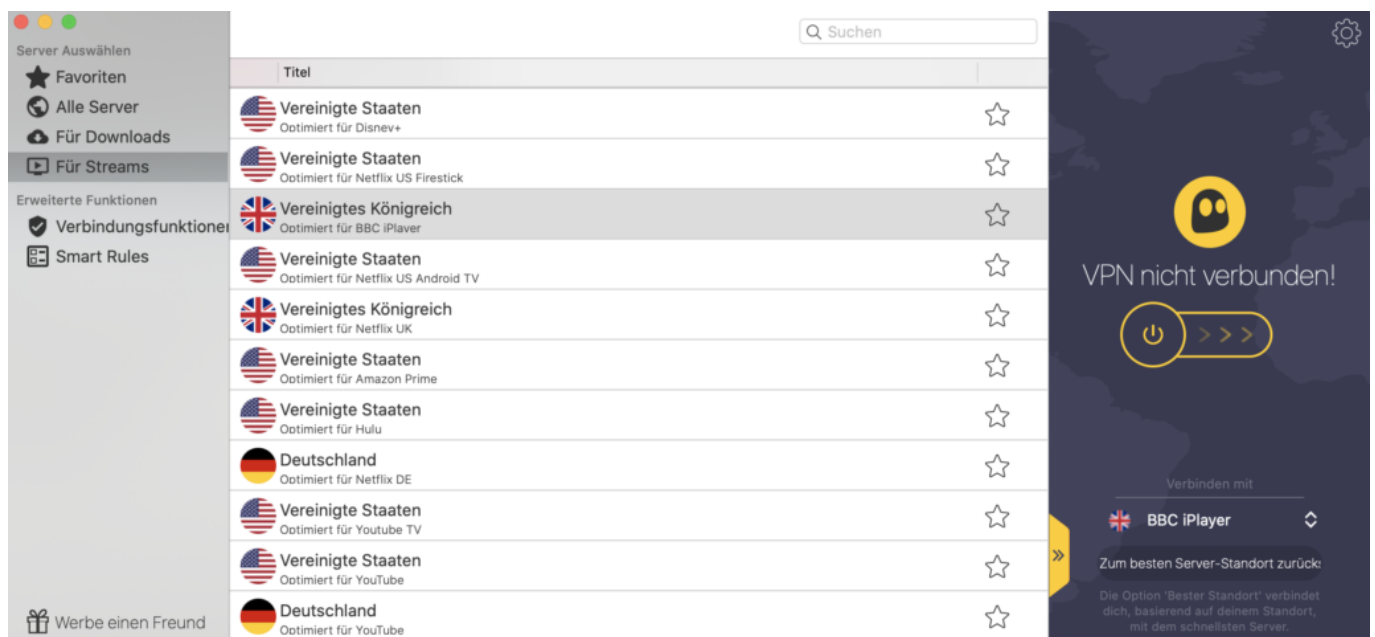 Server Auswählen
Favoriten
Alle Server
Für Downloads
Für Streams
Erweiterte Funktionen
Verbindungsfunktioner
Smart Rules
Werbe einen Freund
Suchen
Titel
Vereinigte Staaten
Optimiert für Disney+
Vereinigte Staaten
Optimiert für Netflix US Firestick
Vereinigtes Königreich
Optimiert für BBC iPlayer
Vereinigte Staaten
Optimiert für Netflix US Android TV
Vereinigtes Königreich
Optimiert für Netflix UK
Vereinigte Staaten
Optimiert für Amazon Prime
Vereinigte Staaten
Optimiert für Hulu
Deutschland
Optimiert für Netflix DE
Vereinigte Staaten
Optimiert für Youtube TV
Vereinigte Staaten
Optimiert für YouTube
Deutschland
Optimiert für YouTube
VPN nicht verbunden!
Verbinden mit
BBC iPlayer
Zum besten Server-Standort zurücks
Die Option 'Bester Standort' verbindet
dich, basierend auf deinem Standort,
mit dem schnellsten Server.